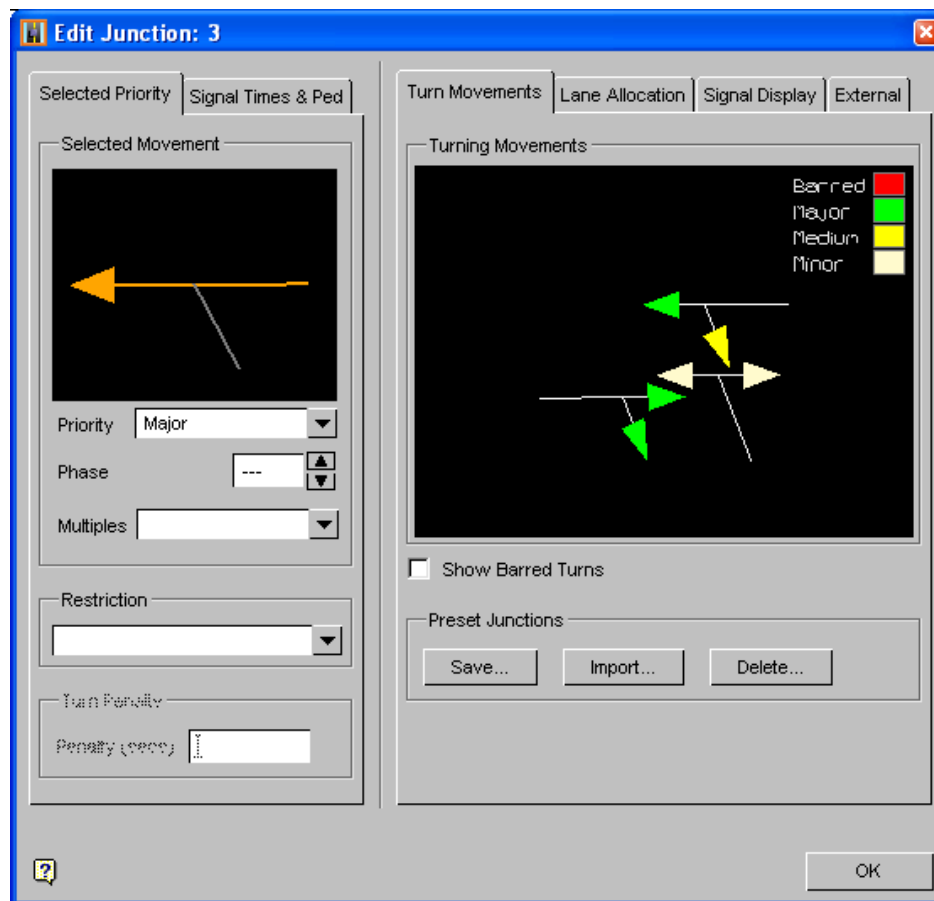 Edit Junction: 3
Selected Priority
Signal Times & Ped
Selected Movement
Priority
Major
Phase
---
Multiples
Restriction
Turn Penalty
Penalty (secs)
Turn Movements
Lane Allocation
Signal Display
External
Turning Movements
Barred
Major
Medium
Minor
Show Barred Turns
Preset Junctions
Save...
Import...
Delete...
?
OK